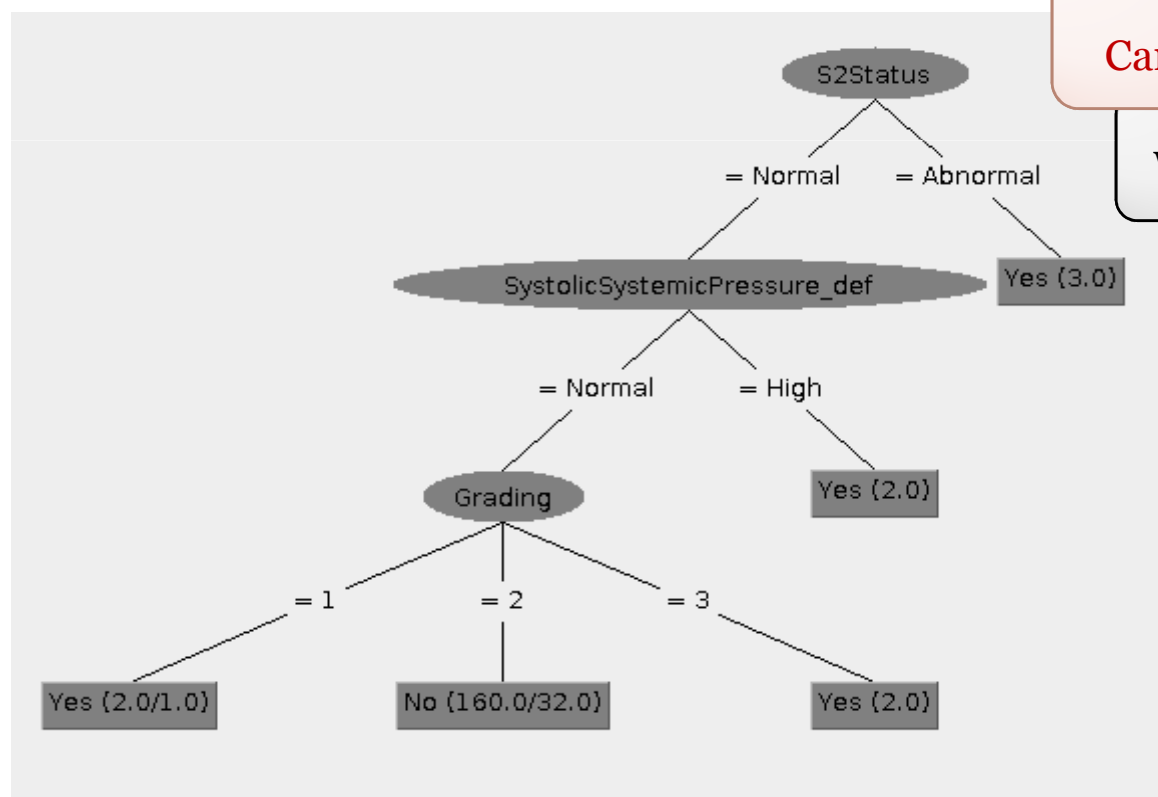 S2Status
Car
= Normal = Abnormal
SystolicSystemicPressure_def
Yes (3.0)
= Normal = High
Grading
Yes (2.0)
= 1 = 2 = 3
Yes (2.0/1.0) No (160.0/32.0) Yes (2.0)